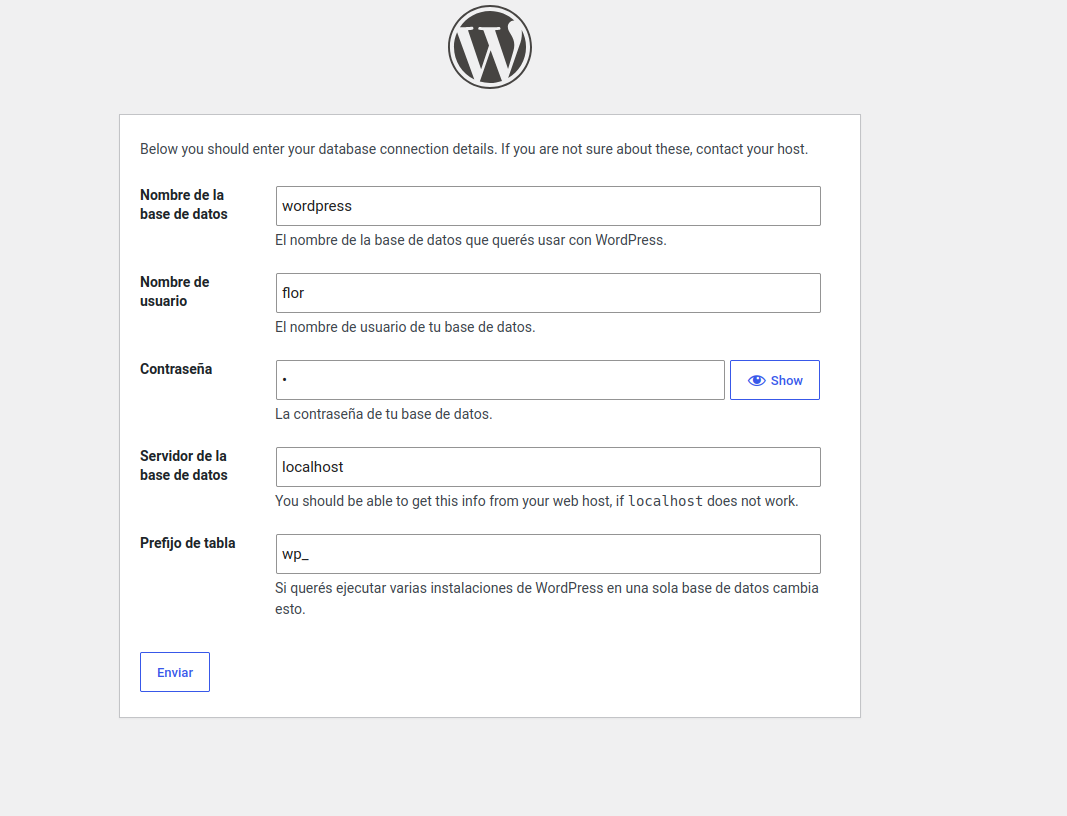 Below you should enter your database connection details. If you are not sure about these, contact your host.
Nombre de la
base de datos
wordpress
El nombre de la base de datos que querés usar con WordPress.
Nombre de
usuario
flor
El nombre de usuario de tu base de datos.
Contraseña
•
Show
La contraseña de tu base de datos.
Servidor de la
base de datos
localhost
You should be able to get this info from your web host, if localhost does not work.
Prefijo de tabla
wp_
Si querés ejecutar varias instalaciones de WordPress en una sola base de datos cambia
esto.
Enviar